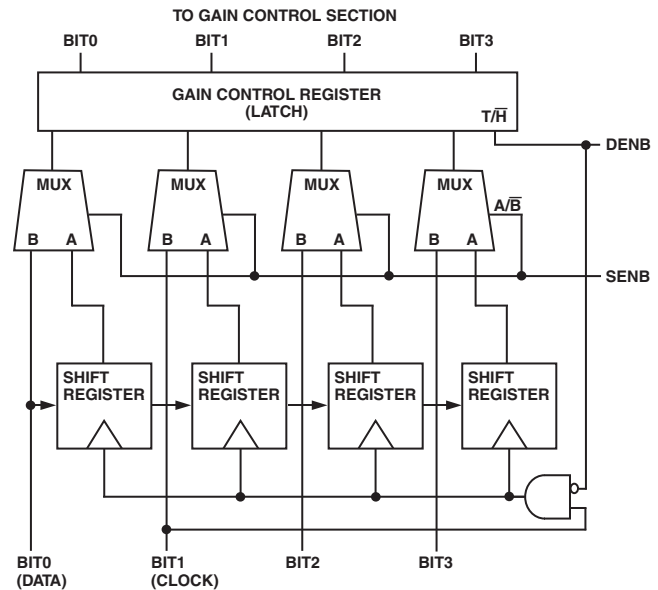 TO GAIN CONTROL SECTION
BIT0 BIT1 BIT2 BIT3
GAIN CONTROL REGISTER
(LATCH)
T/H̅
DENB
MUX MUX MUX MUX
A/B̅
B A B A B A B A
SENB
SHIFT SHIFT SHIFT SHIFT
REGISTER REGISTER REGISTER REGISTER
BIT0 BIT1 BIT2 BIT3
(DATA) (CLOCK)